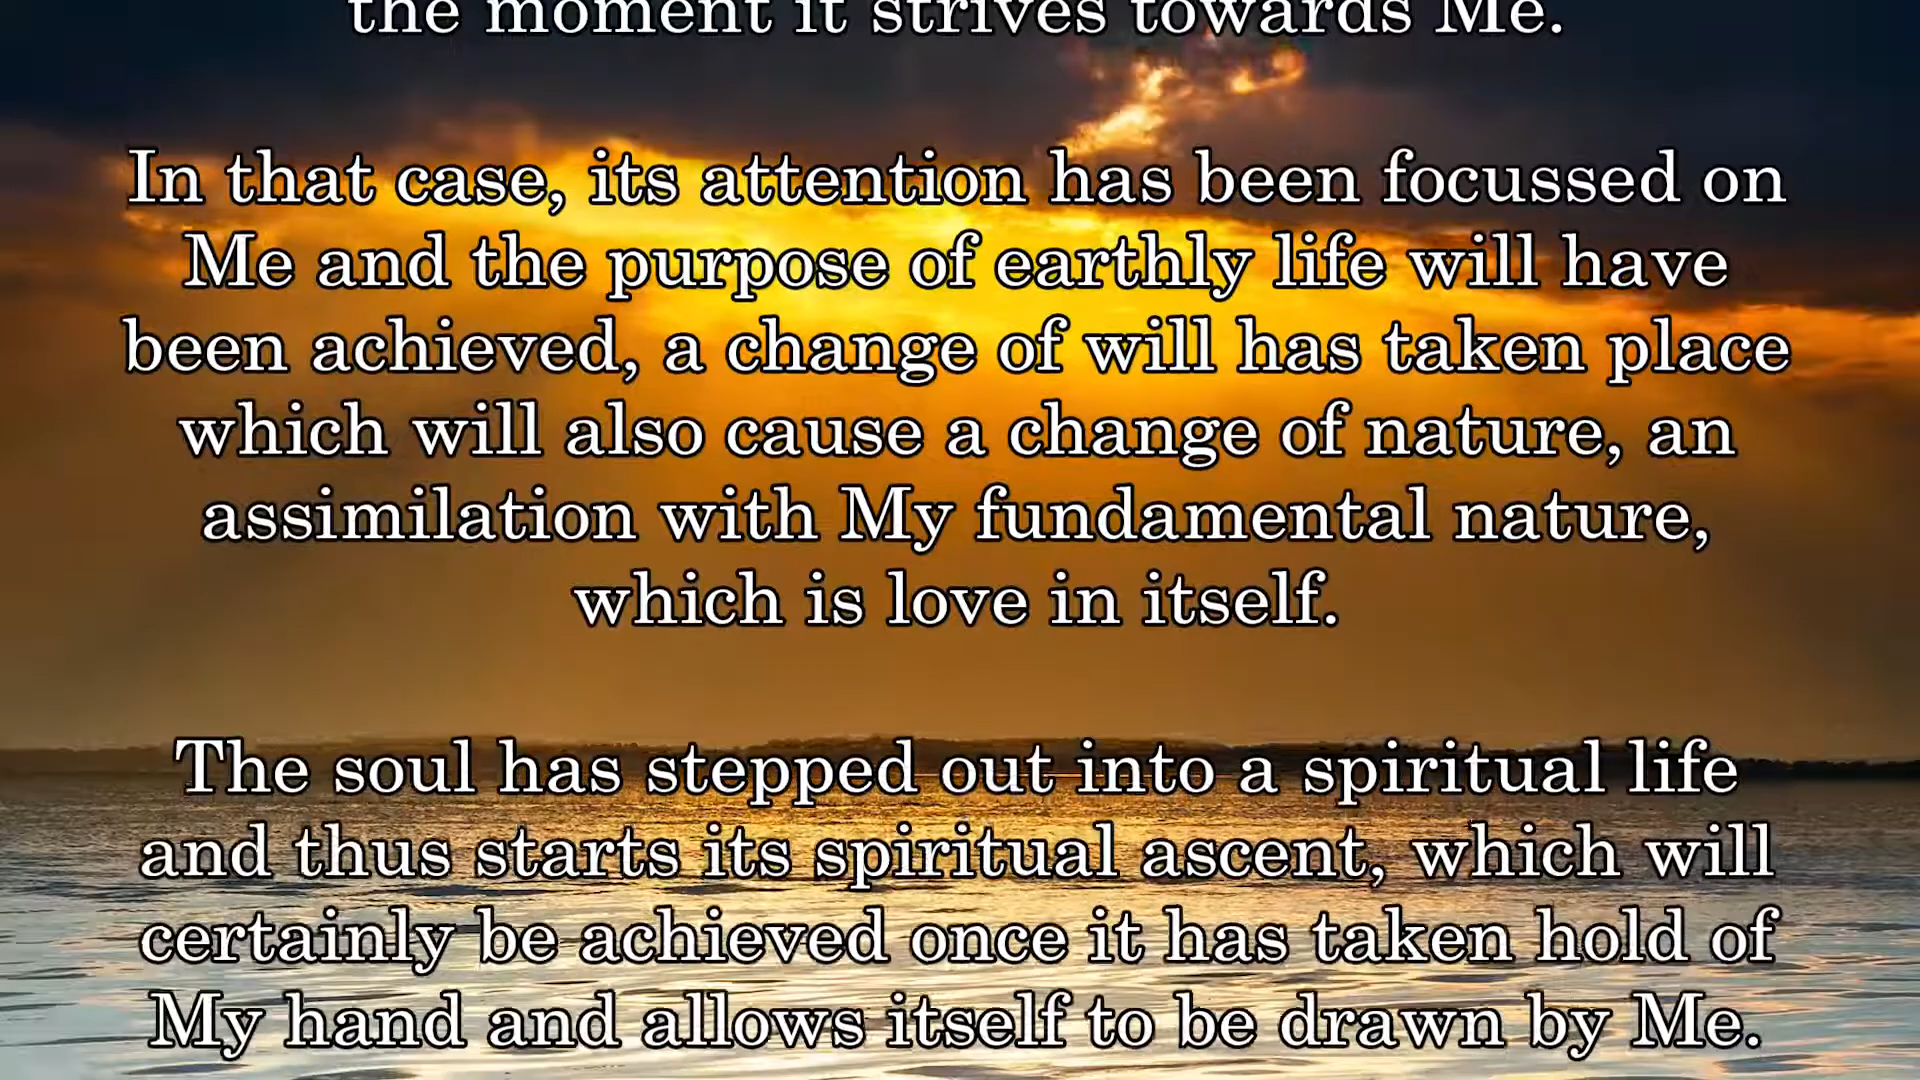 the moment it strives towards Me.
In that case, its attention has been focussed on
Me and the purpose of earthly life will have
been achieved, a change of will has taken place
which will also cause a change of nature, an
assimilation with My fundamental nature,
which is love in itself.
The soul has stepped out into a spiritual life
and thus starts its spiritual ascent, which will
certainly be achieved once it has taken hold of
My hand and allows itself to be drawn by Me.